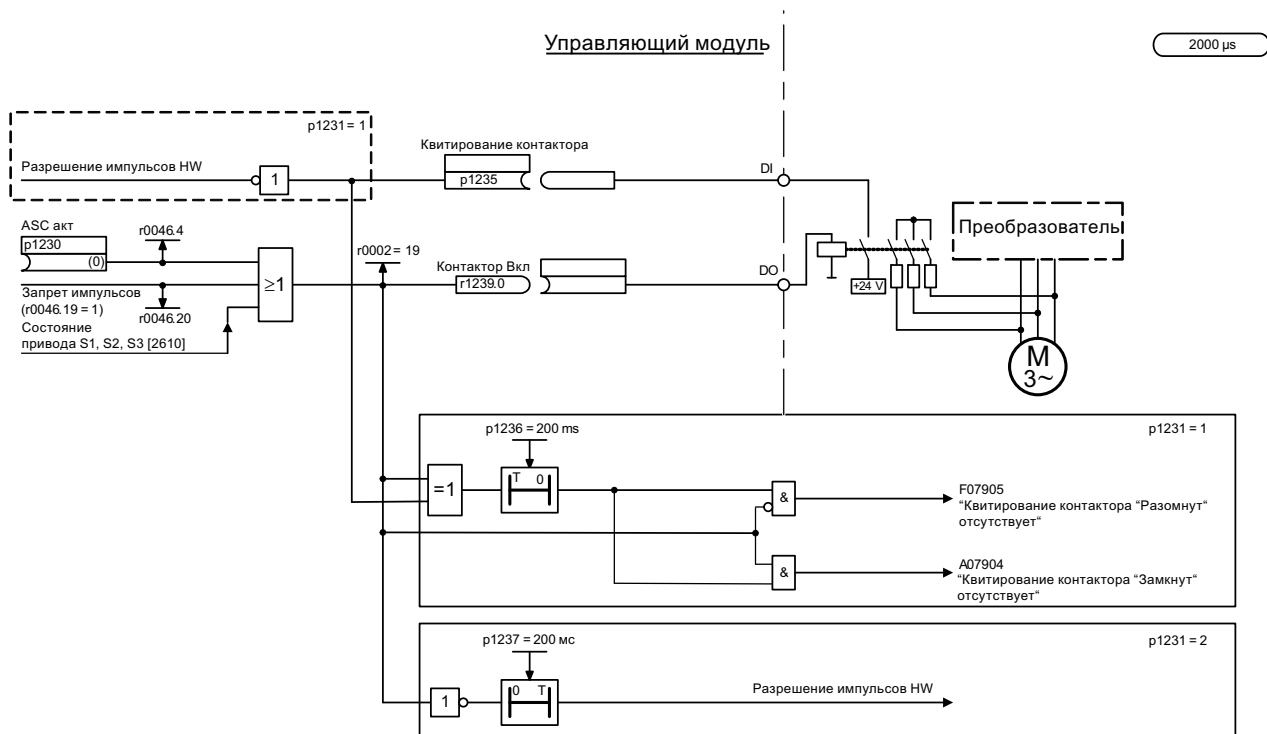 Управляющий модуль
2000 µs
p1231 = 1
Разрешение импульсов HW
1
Квитирование контактора
p1235
DI
ASC акт
p1230
(0)
r0046.4
Запрет импульсов
(r0046.19 = 1)
r0046.20
Состояние
привода S1, S2, S3 [2610]
≥1
r0002 = 19
Контактор Вкл
r1239.0
DO
+24 V
Преобразователь
M
3~
p1236 = 200 ms
p1231 = 1
=1
T 0
&
F07905
“Квитирование контактора “Разомнут“
отсутствует“
&
A07904
“Квитирование контактора “Замкнут“
отсутствует“
p1237 = 200 мс
p1231 = 2
1
0 T
Разрешение импульсов HW